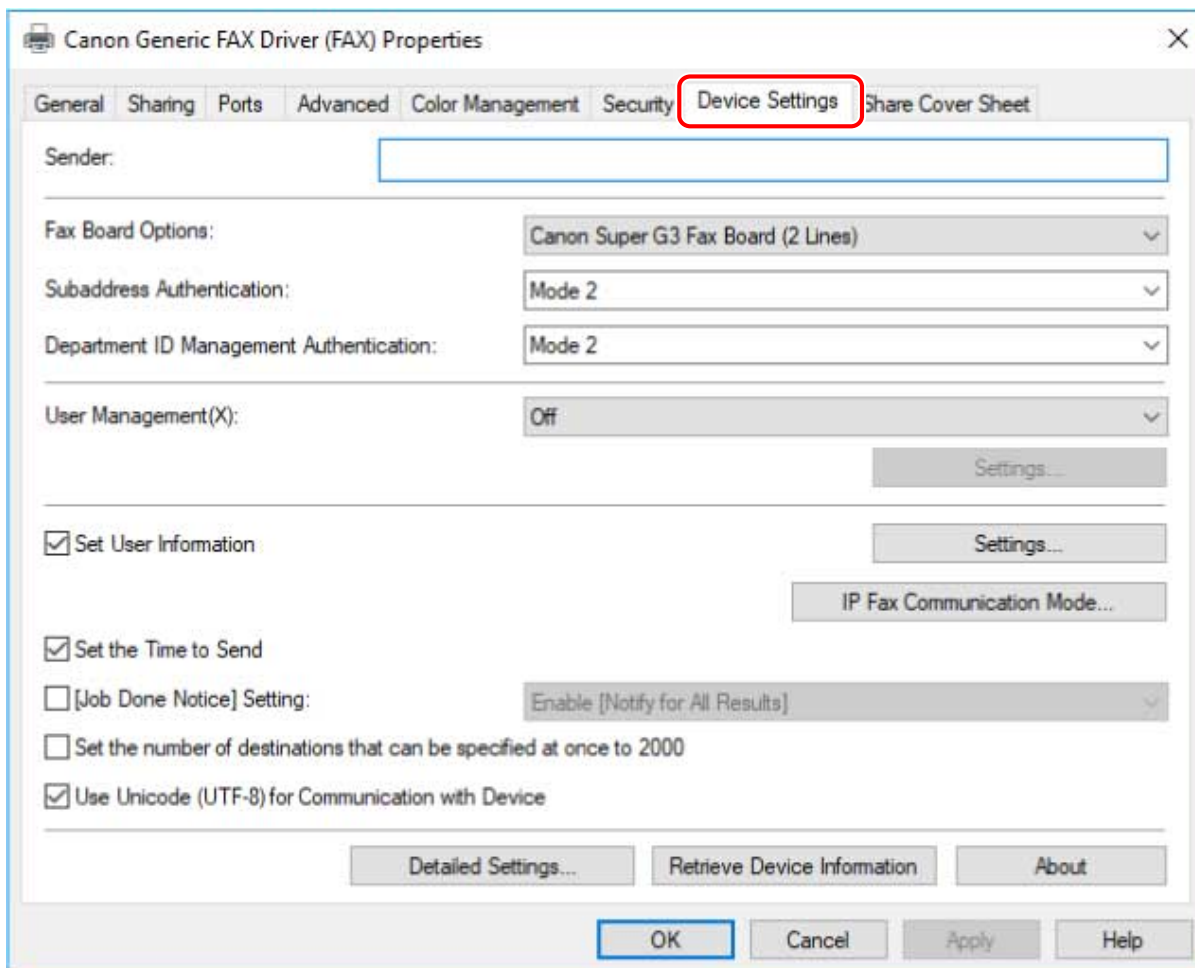 Canon Generic FAX Driver (FAX) Properties
General Sharing Ports Advanced Color Management Security Device Settings Share Cover Sheet
Sender:
Fax Board Options: Canon Super G3 Fax Board (2 Lines)
Subaddress Authentication: Mode 2
Department ID Management Authentication: Mode 2
User Management(X): Off
Settings...
Set User Information Settings...
IP Fax Communication Mode...
Set the Time to Send
[Job Done Notice] Setting: Enable [Notify for All Results]
Set the number of destinations that can be specified at once to 2000
Use Unicode (UTF-8) for Communication with Device
Detailed Settings... Retrieve Device Information About
OK Cancel Apply Help